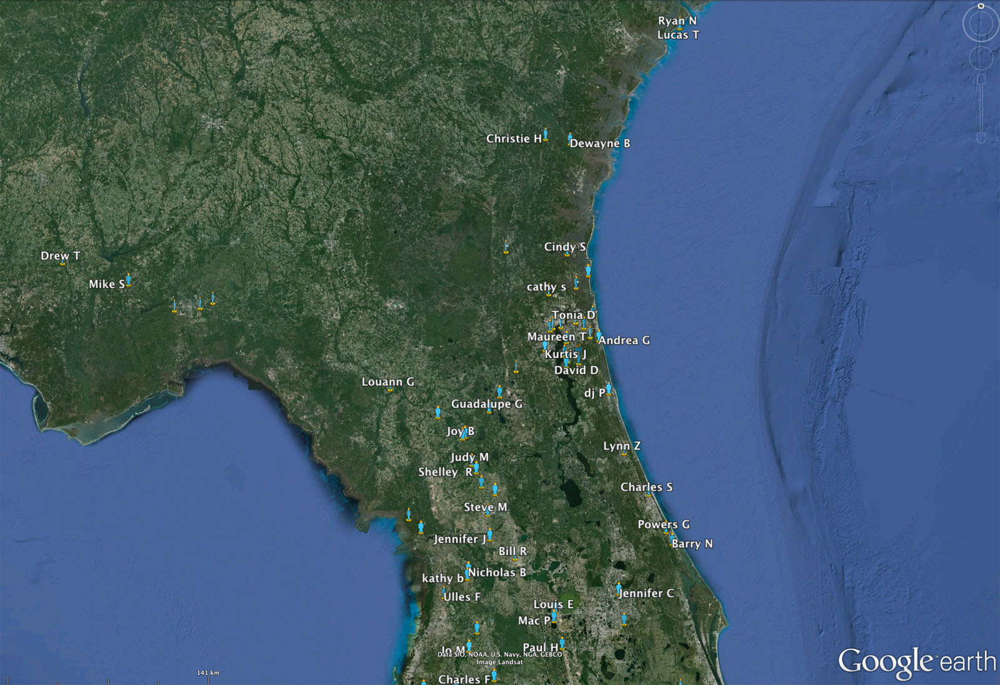 N
Ryan N
Lucas T
Christie H
Dewayne B
Cindy S
Drew T
Mike S
cathy s
Tonia D
Maureen T
Andrea G
Kurtis J
David D
Louann G
dj P
Guadalupe G
Joy B
Lynn Z
Judy M
Shelley R
Charles S
Steve M
Powers G
Jennifer J
Barry N
Bill R
Nicholas B
kathy b
Jennifer C
Ulles F
Louis E
Mac P
Paul H
Jo M
Data SIO, NOAA, U.S. Navy, NGA, GEBCO
Image Landsat
Google™ earth
141 km
Charles F